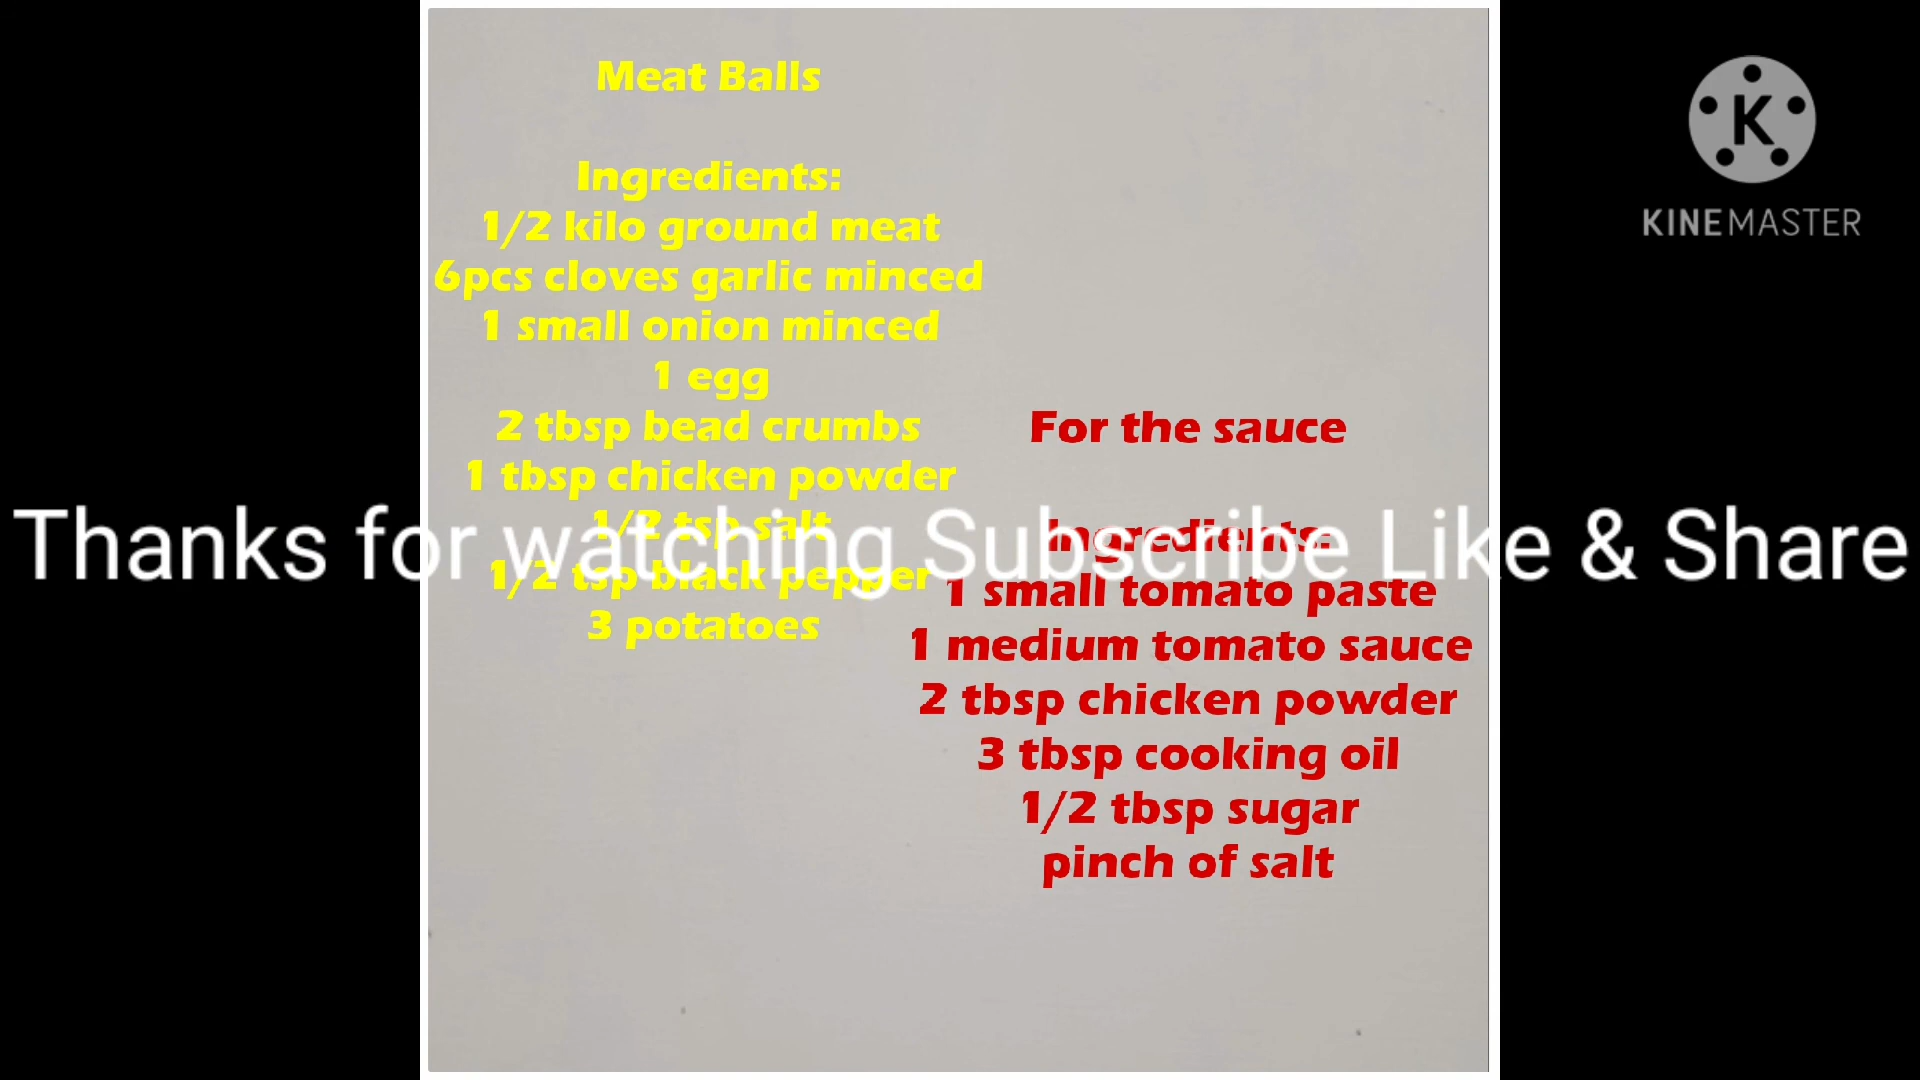 Meat Balls
Ingredients:
1/2 kilo ground meat
6pcs cloves garlic minced
1 small onion minced
1 egg
2 tbsp bead crumbs
1 tbsp chicken powder
1/2 tsp salt
1/2 tsp black pepper
3 potatoes
For the sauce
Ingredients:
1 small tomato paste
1 medium tomato sauce
2 tbsp chicken powder
3 tbsp cooking oil
1/2 tbsp sugar
pinch of salt
Thanks for watching Subscribe Like & Share
K
KINEMASTER